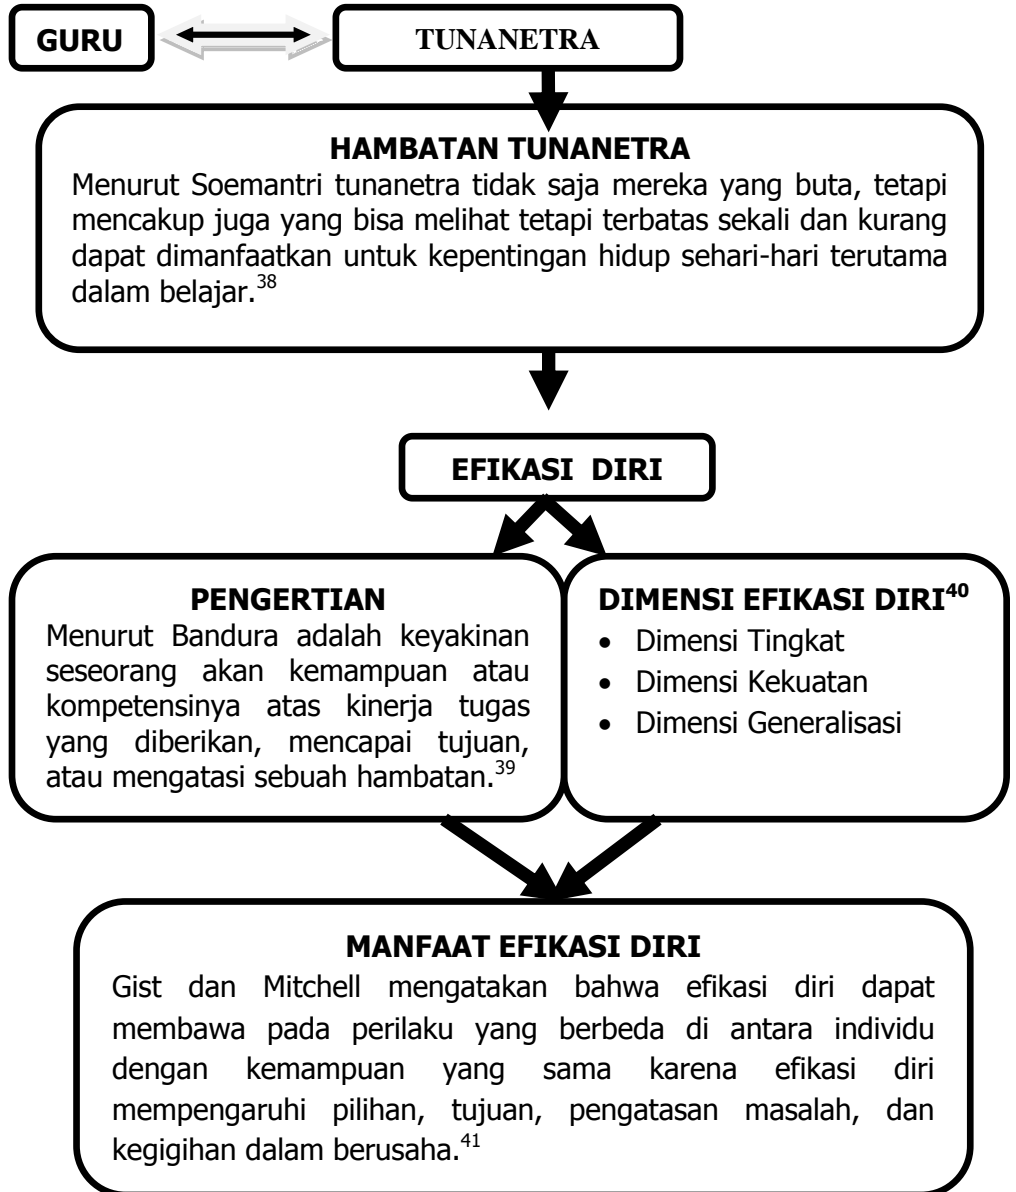 GURU
TUNANETRA
HAMBATAN TUNANETRA
Menurut Soemantri tunanetra tidak saja mereka yang buta, tetapi
mencakup juga yang bisa melihat tetapi terbatas sekali dan kurang
dapat dimanfaatkan untuk kepentingan hidup sehari-hari terutama
dalam belajar.38
EFIKASI DIRI
PENGERTIAN
Menurut Bandura adalah keyakinan
seseorang akan kemampuan atau
kompetensinya atas kinerja tugas
yang diberikan, mencapai tujuan,
atau mengatasi sebuah hambatan.39
DIMENSI EFIKASI DIRI40
• Dimensi Tingkat
• Dimensi Kekuatan
• Dimensi Generalisasi
MANFAAT EFIKASI DIRI
Gist dan Mitchell mengatakan bahwa efikasi diri dapat
membawa pada perilaku yang berbeda di antara individu
dengan kemampuan yang sama karena efikasi diri
mempengaruhi pilihan, tujuan, pengatasan masalah, dan
kegigihan dalam berusaha.41